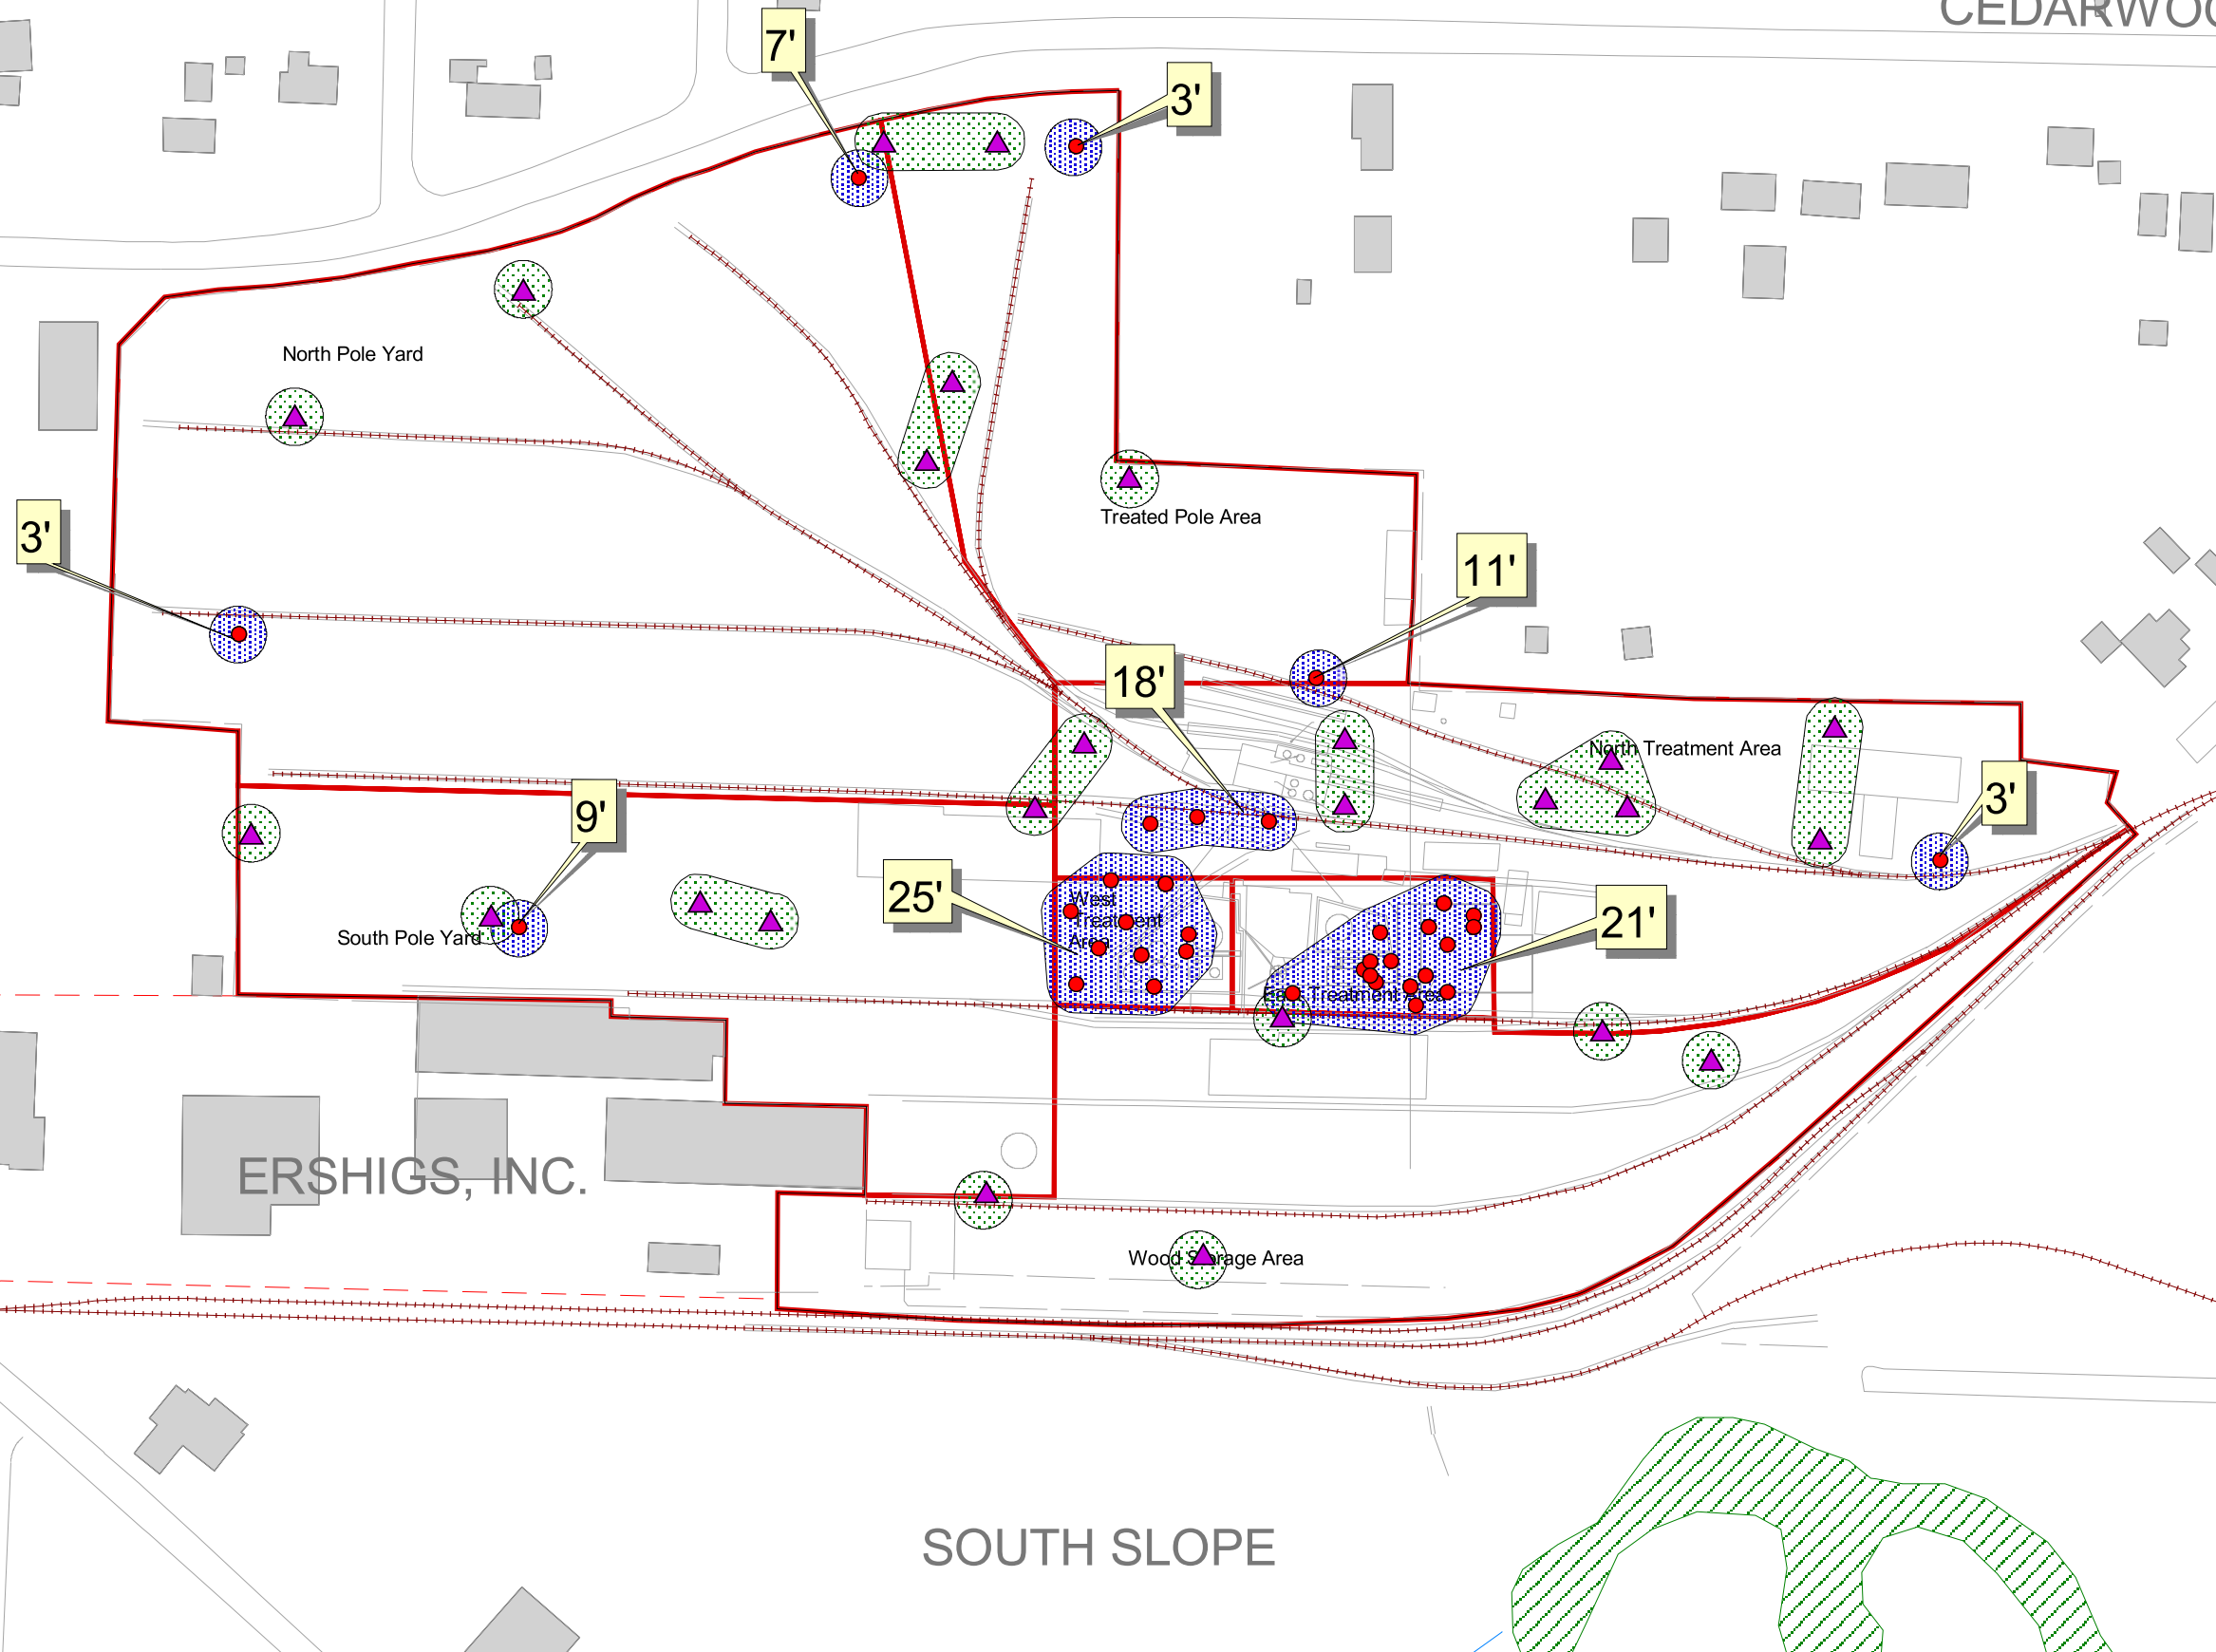 CEDARWOO
7'
3'
North Pole Yard
3'
Treated Pole Area
11'
18'
North Treatment Area
3'
9'
25'
West
Treatment
Area
21'
South Pole Yard
East Treatment Area
ERSHIGS, INC.
Wood Storage Area
SOUTH SLOPE